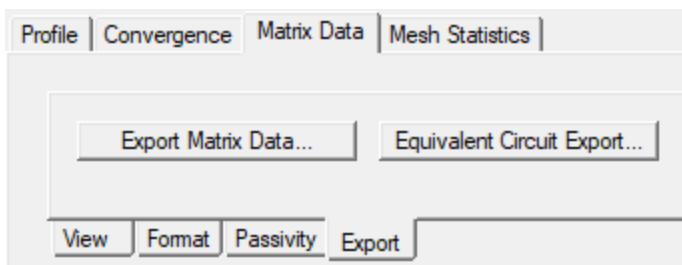 Profile Convergence Matrix Data Mesh Statistics
Export Matrix Data... Equivalent Circuit Export...
View Format Passivity Export